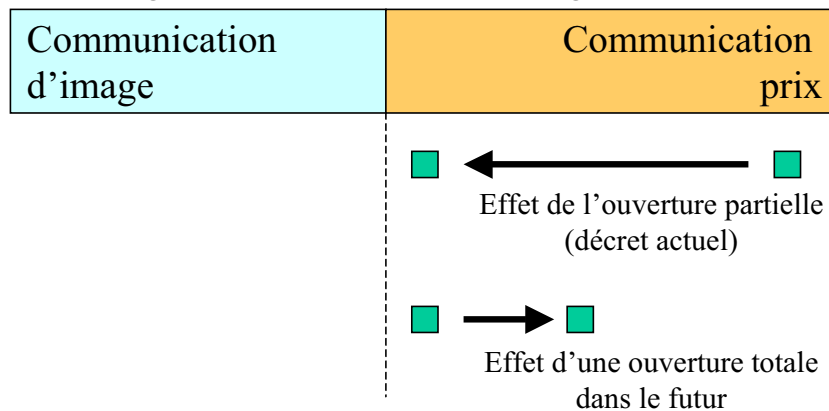 Communication
d'image
Communication
prix
Effet de l'ouverture partielle
(décret actuel)
Effet d'une ouverture totale
dans le futur